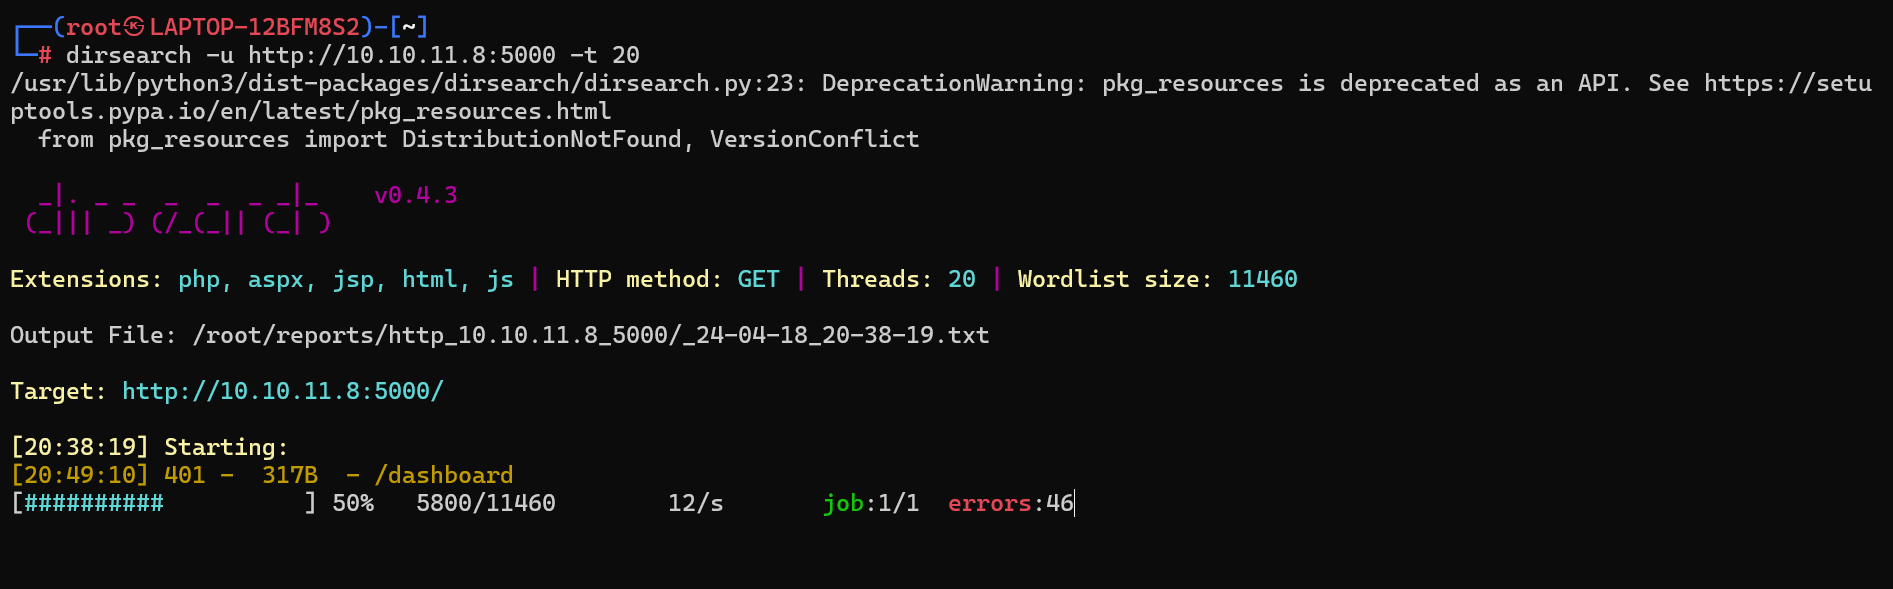 ┌──(root㉿LAPTOP-12BFM8S2)-[~]
└─# dirsearch -u http://10.10.11.8:5000 -t 20
/usr/lib/python3/dist-packages/dirsearch/dirsearch.py:23: DeprecationWarning: pkg_resources is deprecated as an API. See https://setu
ptools.pypa.io/en/latest/pkg_resources.html
  from pkg_resources import DistributionNotFound, VersionConflict

  _|. _ _  _  _  _ _|_    v0.4.3
 (_||| _) (/_(_|| (_| )

Extensions: php, aspx, jsp, html, js | HTTP method: GET | Threads: 20 | Wordlist size: 11460

Output File: /root/reports/http_10.10.11.8_5000/_24-04-18_20-38-19.txt

Target: http://10.10.11.8:5000/

[20:38:19] Starting:
[20:49:10] 401 -  317B  - /dashboard
[##########          ] 50%   5800/11460        12/s       job:1/1  errors:46